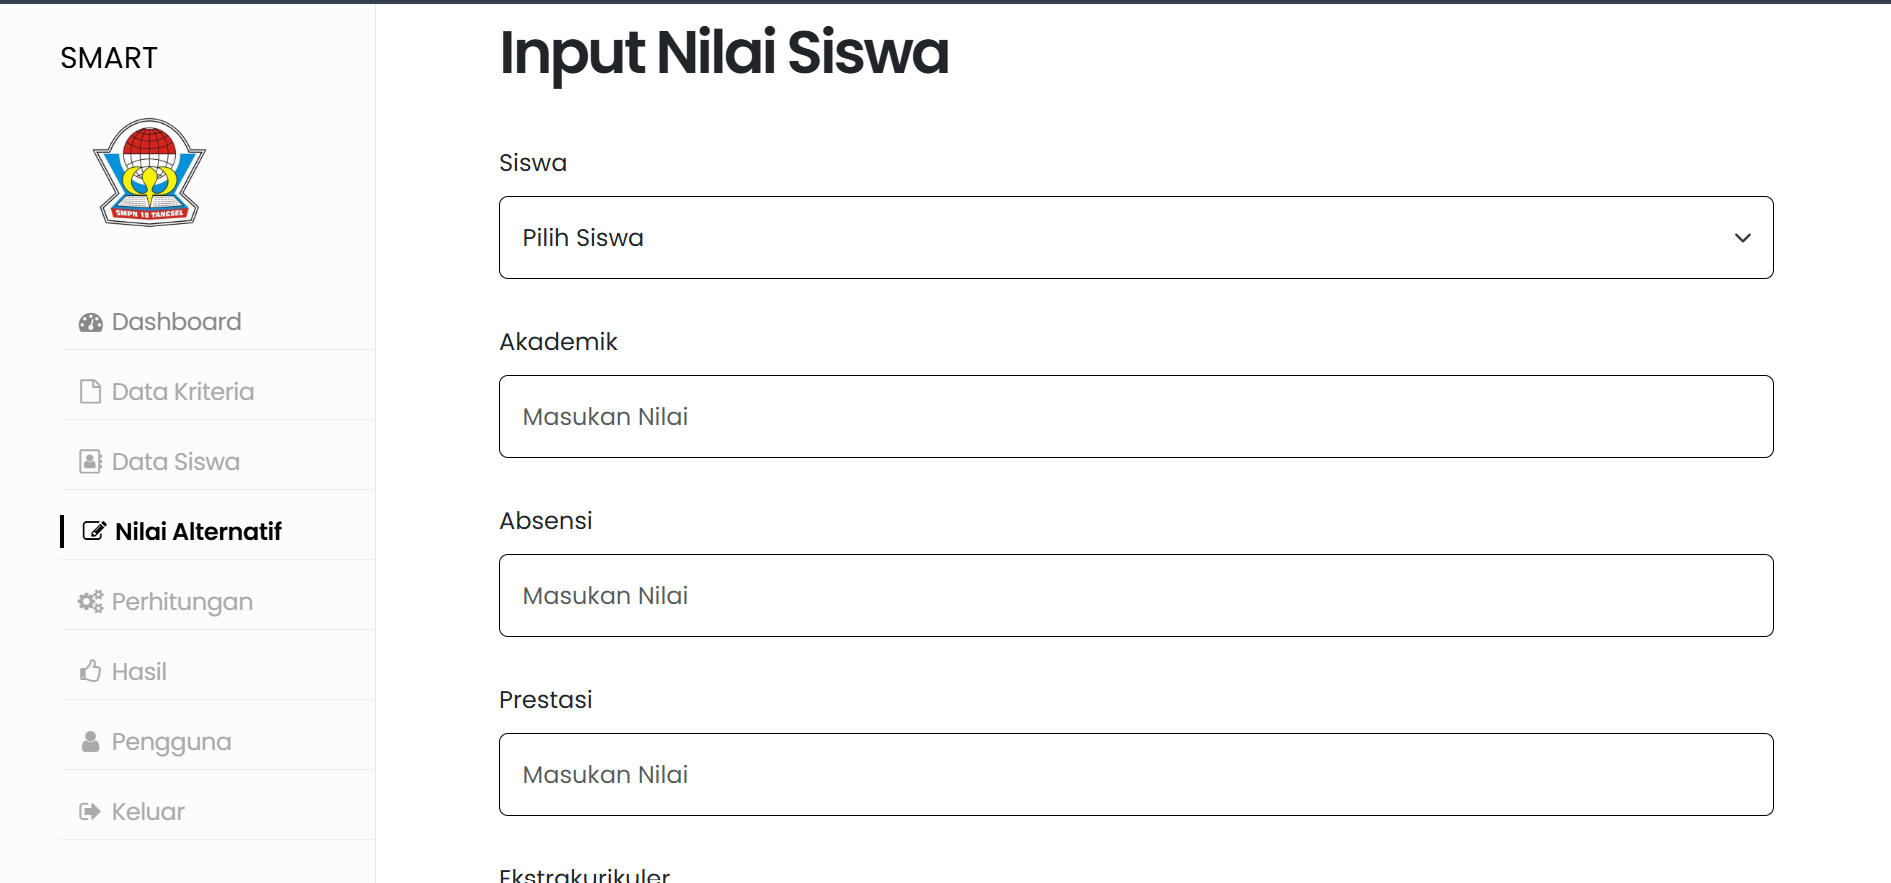 SMART
SMPN 18 TANGSEL
Dashboard
Data Kriteria
Data Siswa
Nilai Alternatif
Perhitungan
Hasil
Pengguna
Keluar
Input Nilai Siswa
Siswa
Pilih Siswa
Akademik
Masukan Nilai
Absensi
Masukan Nilai
Prestasi
Masukan Nilai
Ekstrakurikuler